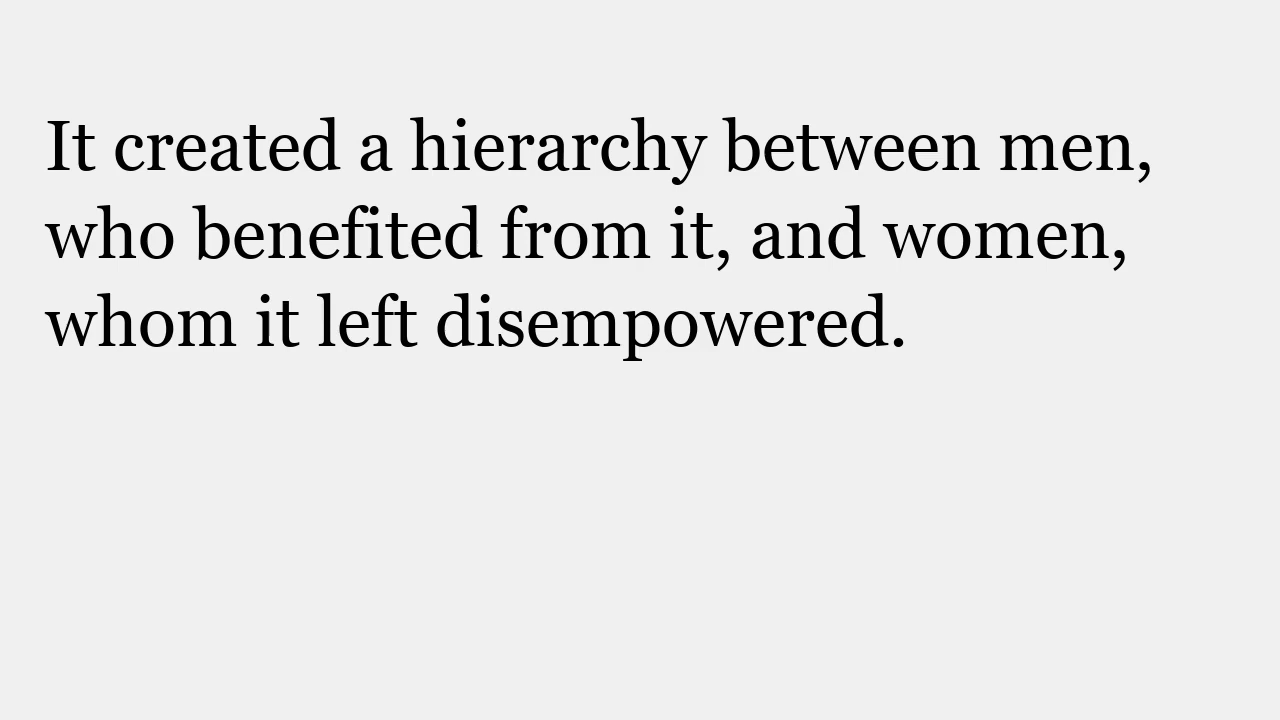 It created a hierarchy between men,
who benefited from it, and women,
whom it left disempowered.